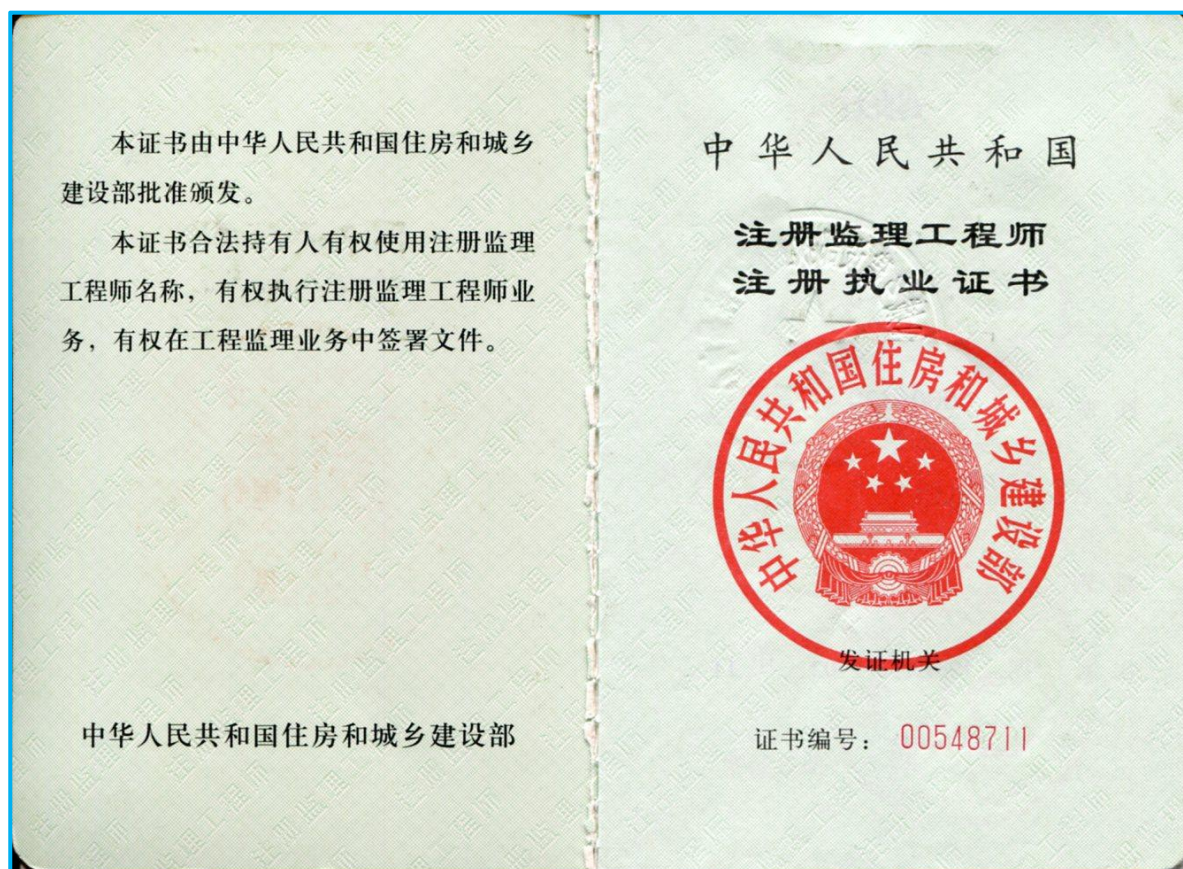 本证书由中华人民共和国住房和城乡
建设部批准颁发。
本证书合法持有人有权使用注册监理
工程师名称，有权执行注册监理工程师业
务，有权在工程监理业务中签署文件。
中华人民共和国住房和城乡建设部
中华人民共和国
注册监理工程师
注册执业证书
中华人民共和国住房和城乡建设部
发证机关
证书编号：00548711